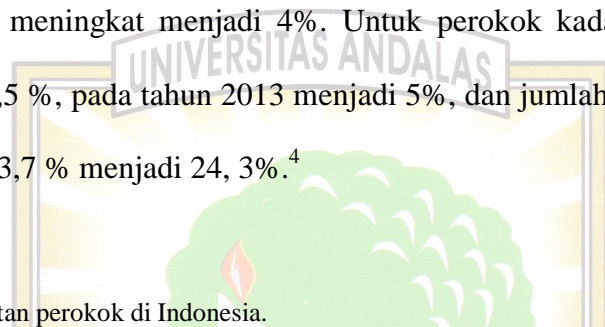 meningkat menjadi 4%. Untuk perokok kada
UNIVERSITAS ANDALAS
,5 %, pada tahun 2013 menjadi 5%, dan jumlah
3,7 % menjadi 24, 3%.4
tan perokok di Indonesia.